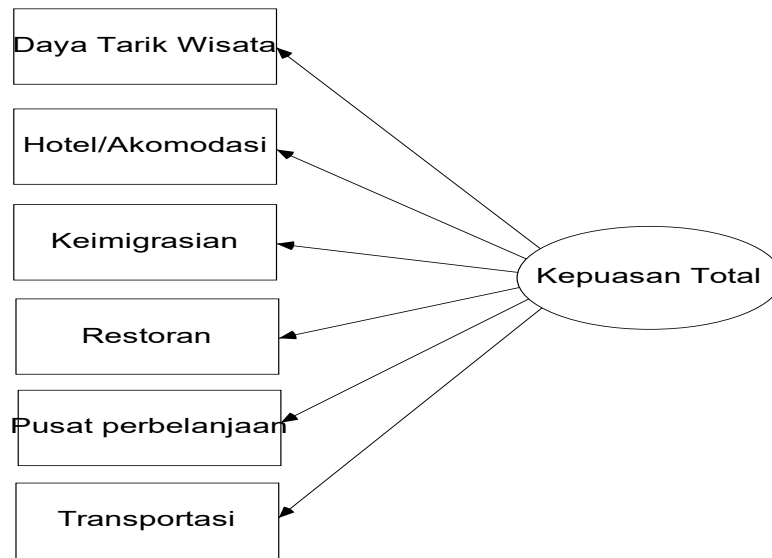 Daya Tarik Wisata
Hotel/Akomodasi
Keimigrasian
Kepuasan Total
Restoran
Pusat perbelanjaan
Transportasi